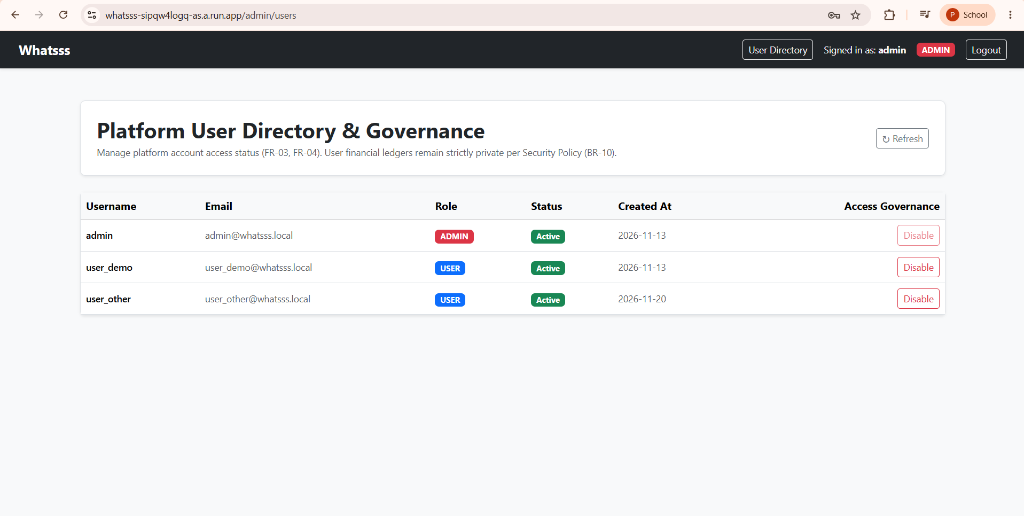 whatsss-sipqw4logq-as.a.run.app/admin/users
P School
Whatsss
User Directory Signed in as: admin ADMIN Logout
Platform User Directory & Governance
Manage platform account access status (FR-03, FR-04). User financial ledgers remain strictly private per Security Policy (BR-10).
↻ Refresh
Username Email Role Status Created At Access Governance
admin admin@whatsss.local ADMIN Active 2026-11-13 Disable
user_demo user_demo@whatsss.local USER Active 2026-11-13 Disable
user_other user_other@whatsss.local USER Active 2026-11-20 Disable